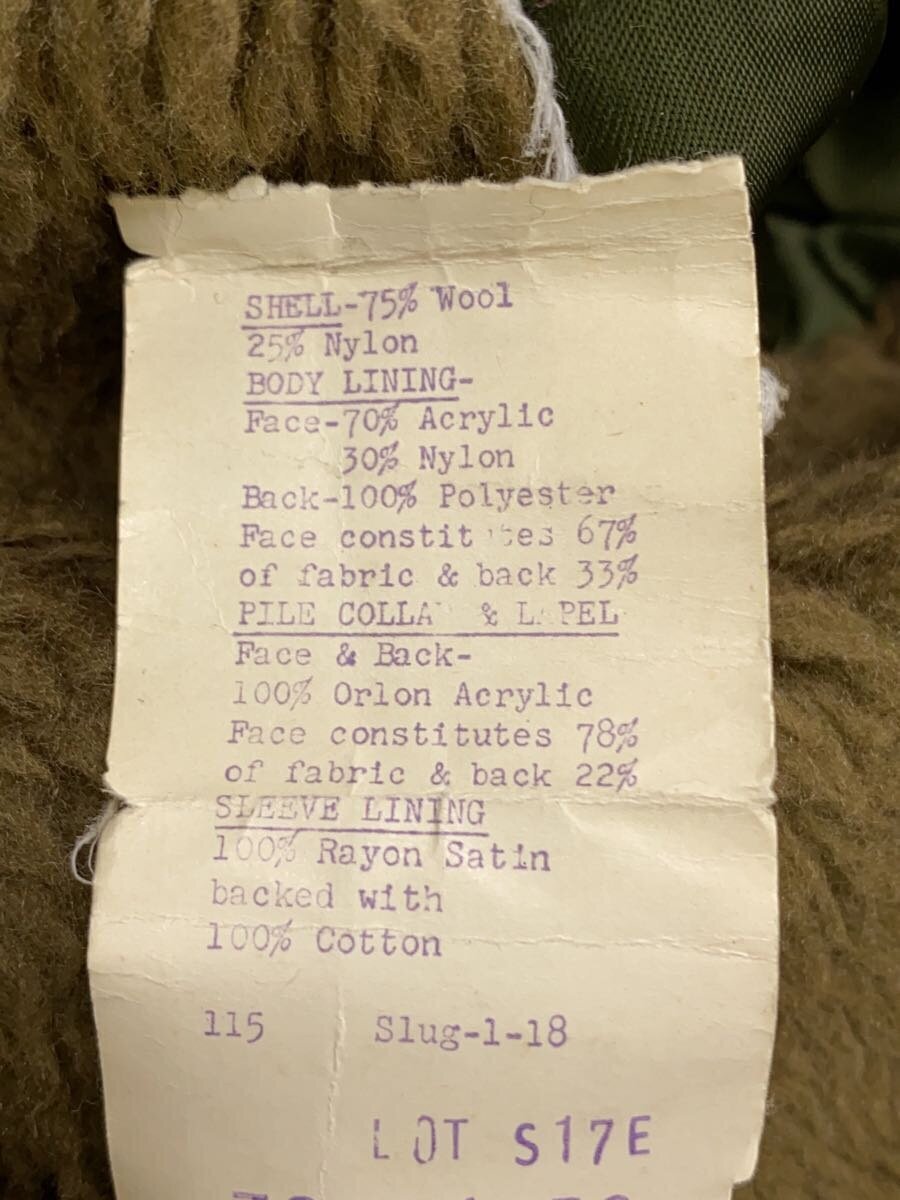 SHELL-75% Wool
25% Nylon
BODY LINING-
Face-70% Acrylic
30% Nylon
Back-100% Polyester
Face constitutes 67%
of fabric & back 33%
PILE COLLAR & LAPEL
Face & Back-
100% Orlon Acrylic
Face constitutes 78%
of fabric & back 22%
SLEEVE LINING
100% Rayon Satin
backed with
100% Cotton
115 Slug-1-18
LOT S17E